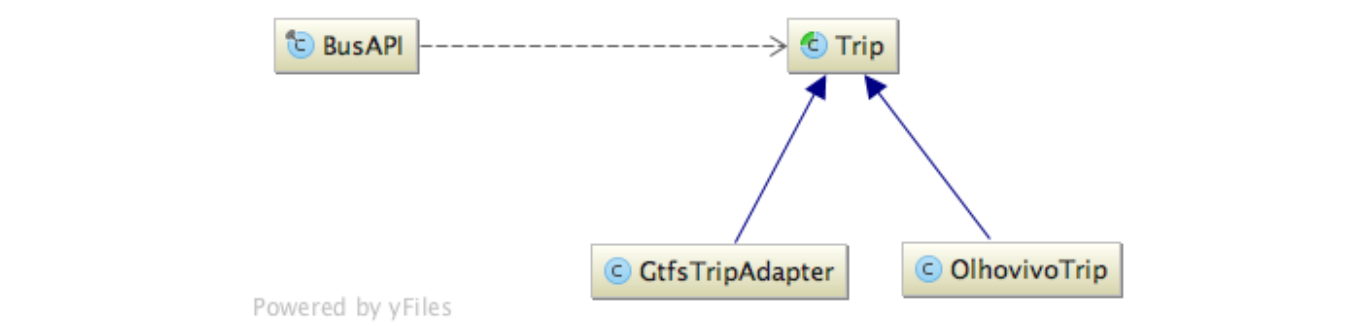 BusAPI
Trip
GtfsTripAdapter
OlhovivoTrip
Powered by yFiles